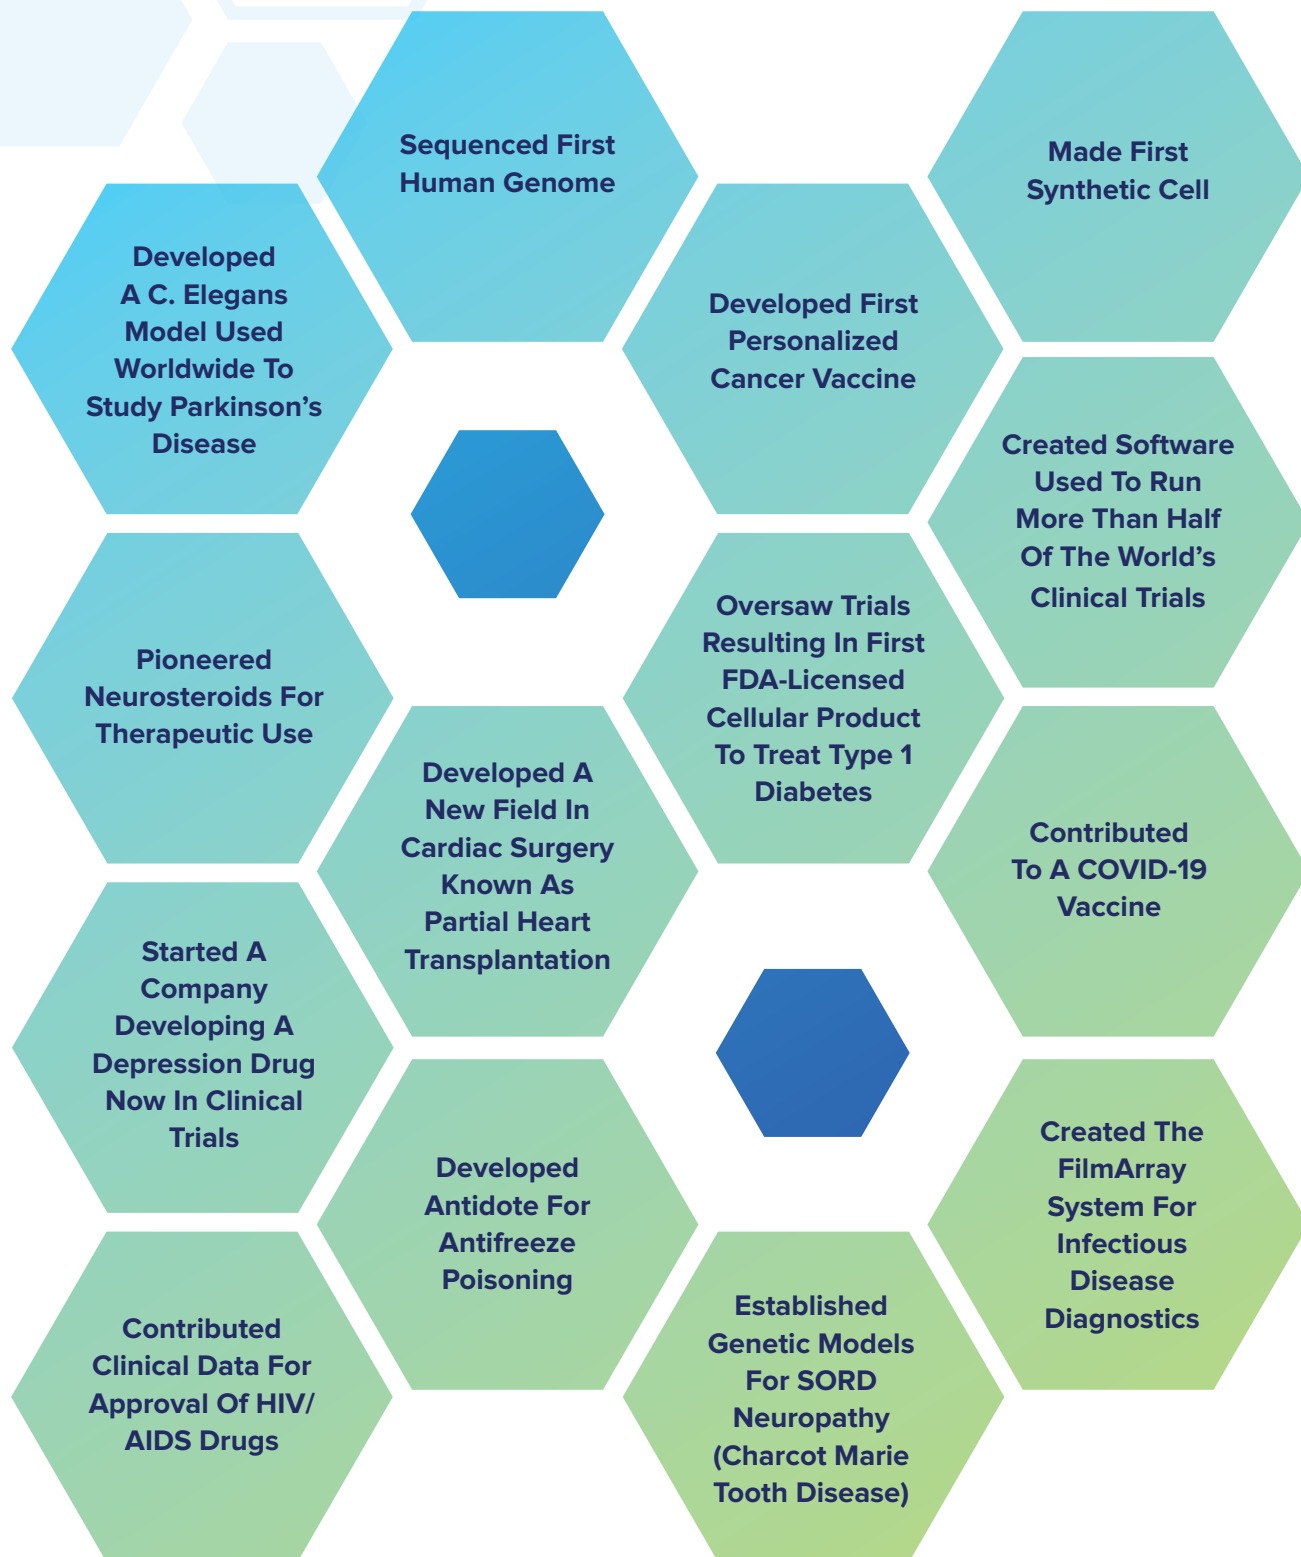 Sequenced First
Human Genome
Made First
Synthetic Cell
Developed
A C. Elegans
Model Used
Worldwide To
Study Parkinson’s
Disease
Developed First
Personalized
Cancer Vaccine
Created Software
Used To Run
More Than Half
Of The World’s
Clinical Trials
Pioneered
Neurosteroids For
Therapeutic Use
Oversaw Trials
Resulting In First
FDA-Licensed
Cellular Product
To Treat Type 1
Diabetes
Developed A
New Field In
Cardiac Surgery
Known As
Partial Heart
Transplantation
Contributed
To A COVID-19
Vaccine
Started A
Company
Developing A
Depression Drug
Now In Clinical
Trials
Developed
Antidote For
Antifreeze
Poisoning
Created The
FilmArray
System For
Infectious
Disease
Diagnostics
Contributed
Clinical Data For
Approval Of HIV/
AIDS Drugs
Established
Genetic Models
For SORD
Neuropathy
(Charcot Marie
Tooth Disease)